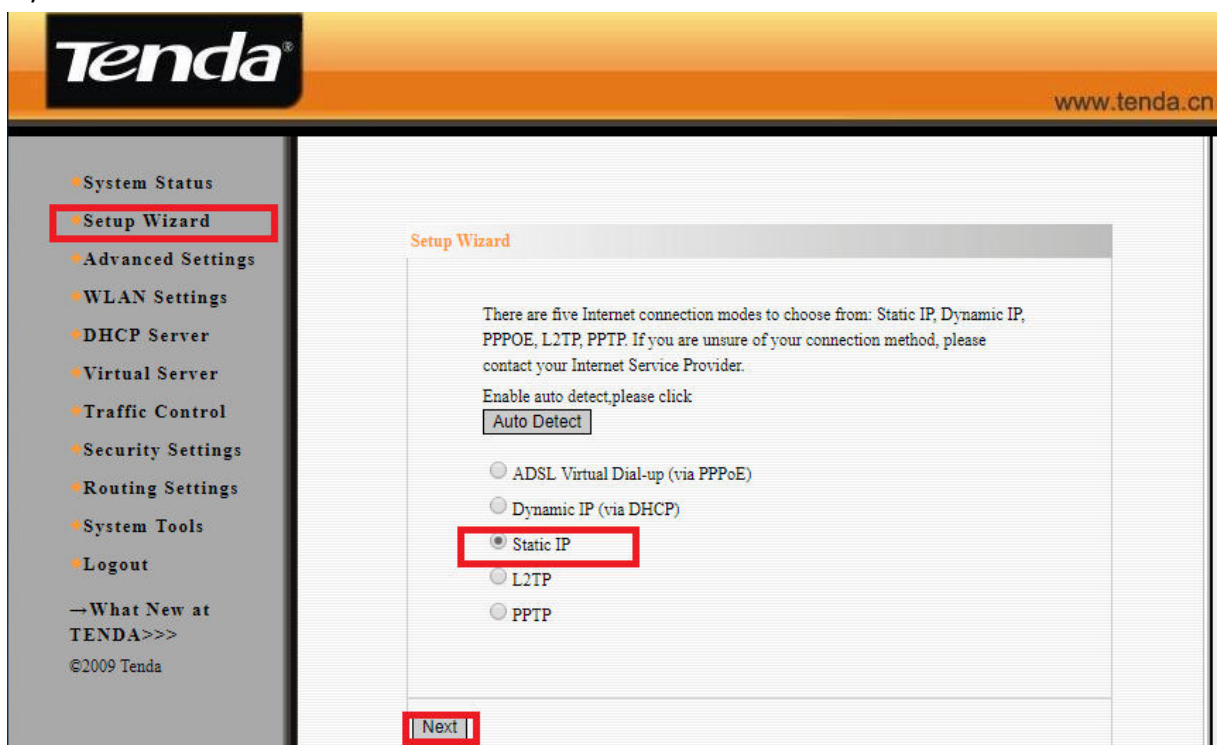 Tenda®
www.tenda.cn
System Status
Setup Wizard
Advanced Settings
WLAN Settings
DHCP Server
Virtual Server
Traffic Control
Security Settings
Routing Settings
System Tools
Logout
→What New at
TENDA>>>
©2009 Tenda
Setup Wizard
There are five Internet connection modes to choose from: Static IP, Dynamic IP,
PPPOE, L2TP, PPTP. If you are unsure of your connection method, please
contact your Internet Service Provider.
Enable auto detect,please click
Auto Detect
ADSL Virtual Dial-up (via PPPoE)
Dynamic IP (via DHCP)
Static IP
L2TP
PPTP
Next